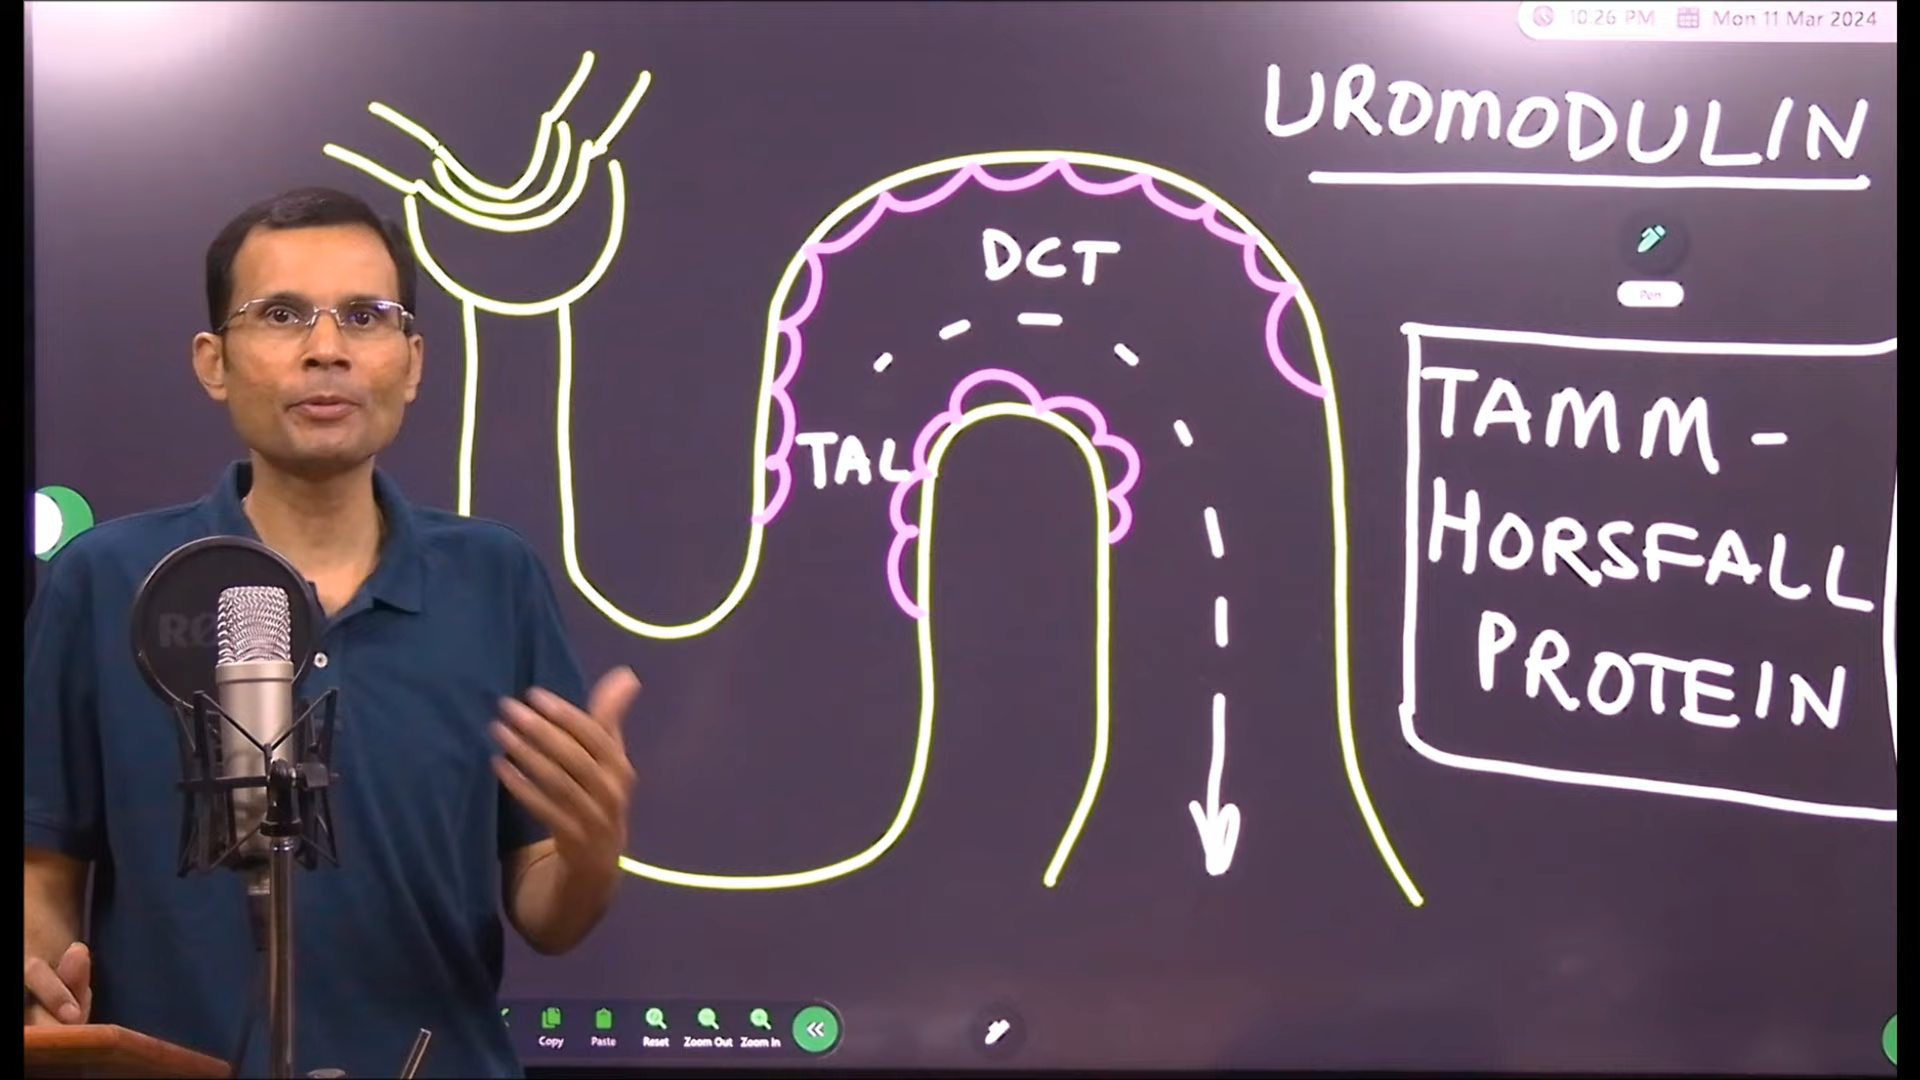 10:26 PM Mon 11 Mar 2024
UROMODULIN
DCT
Pen
TAMM-
HORSFALL
PROTEIN
TAL
Copy Paste Reset Zoom Out Zoom In